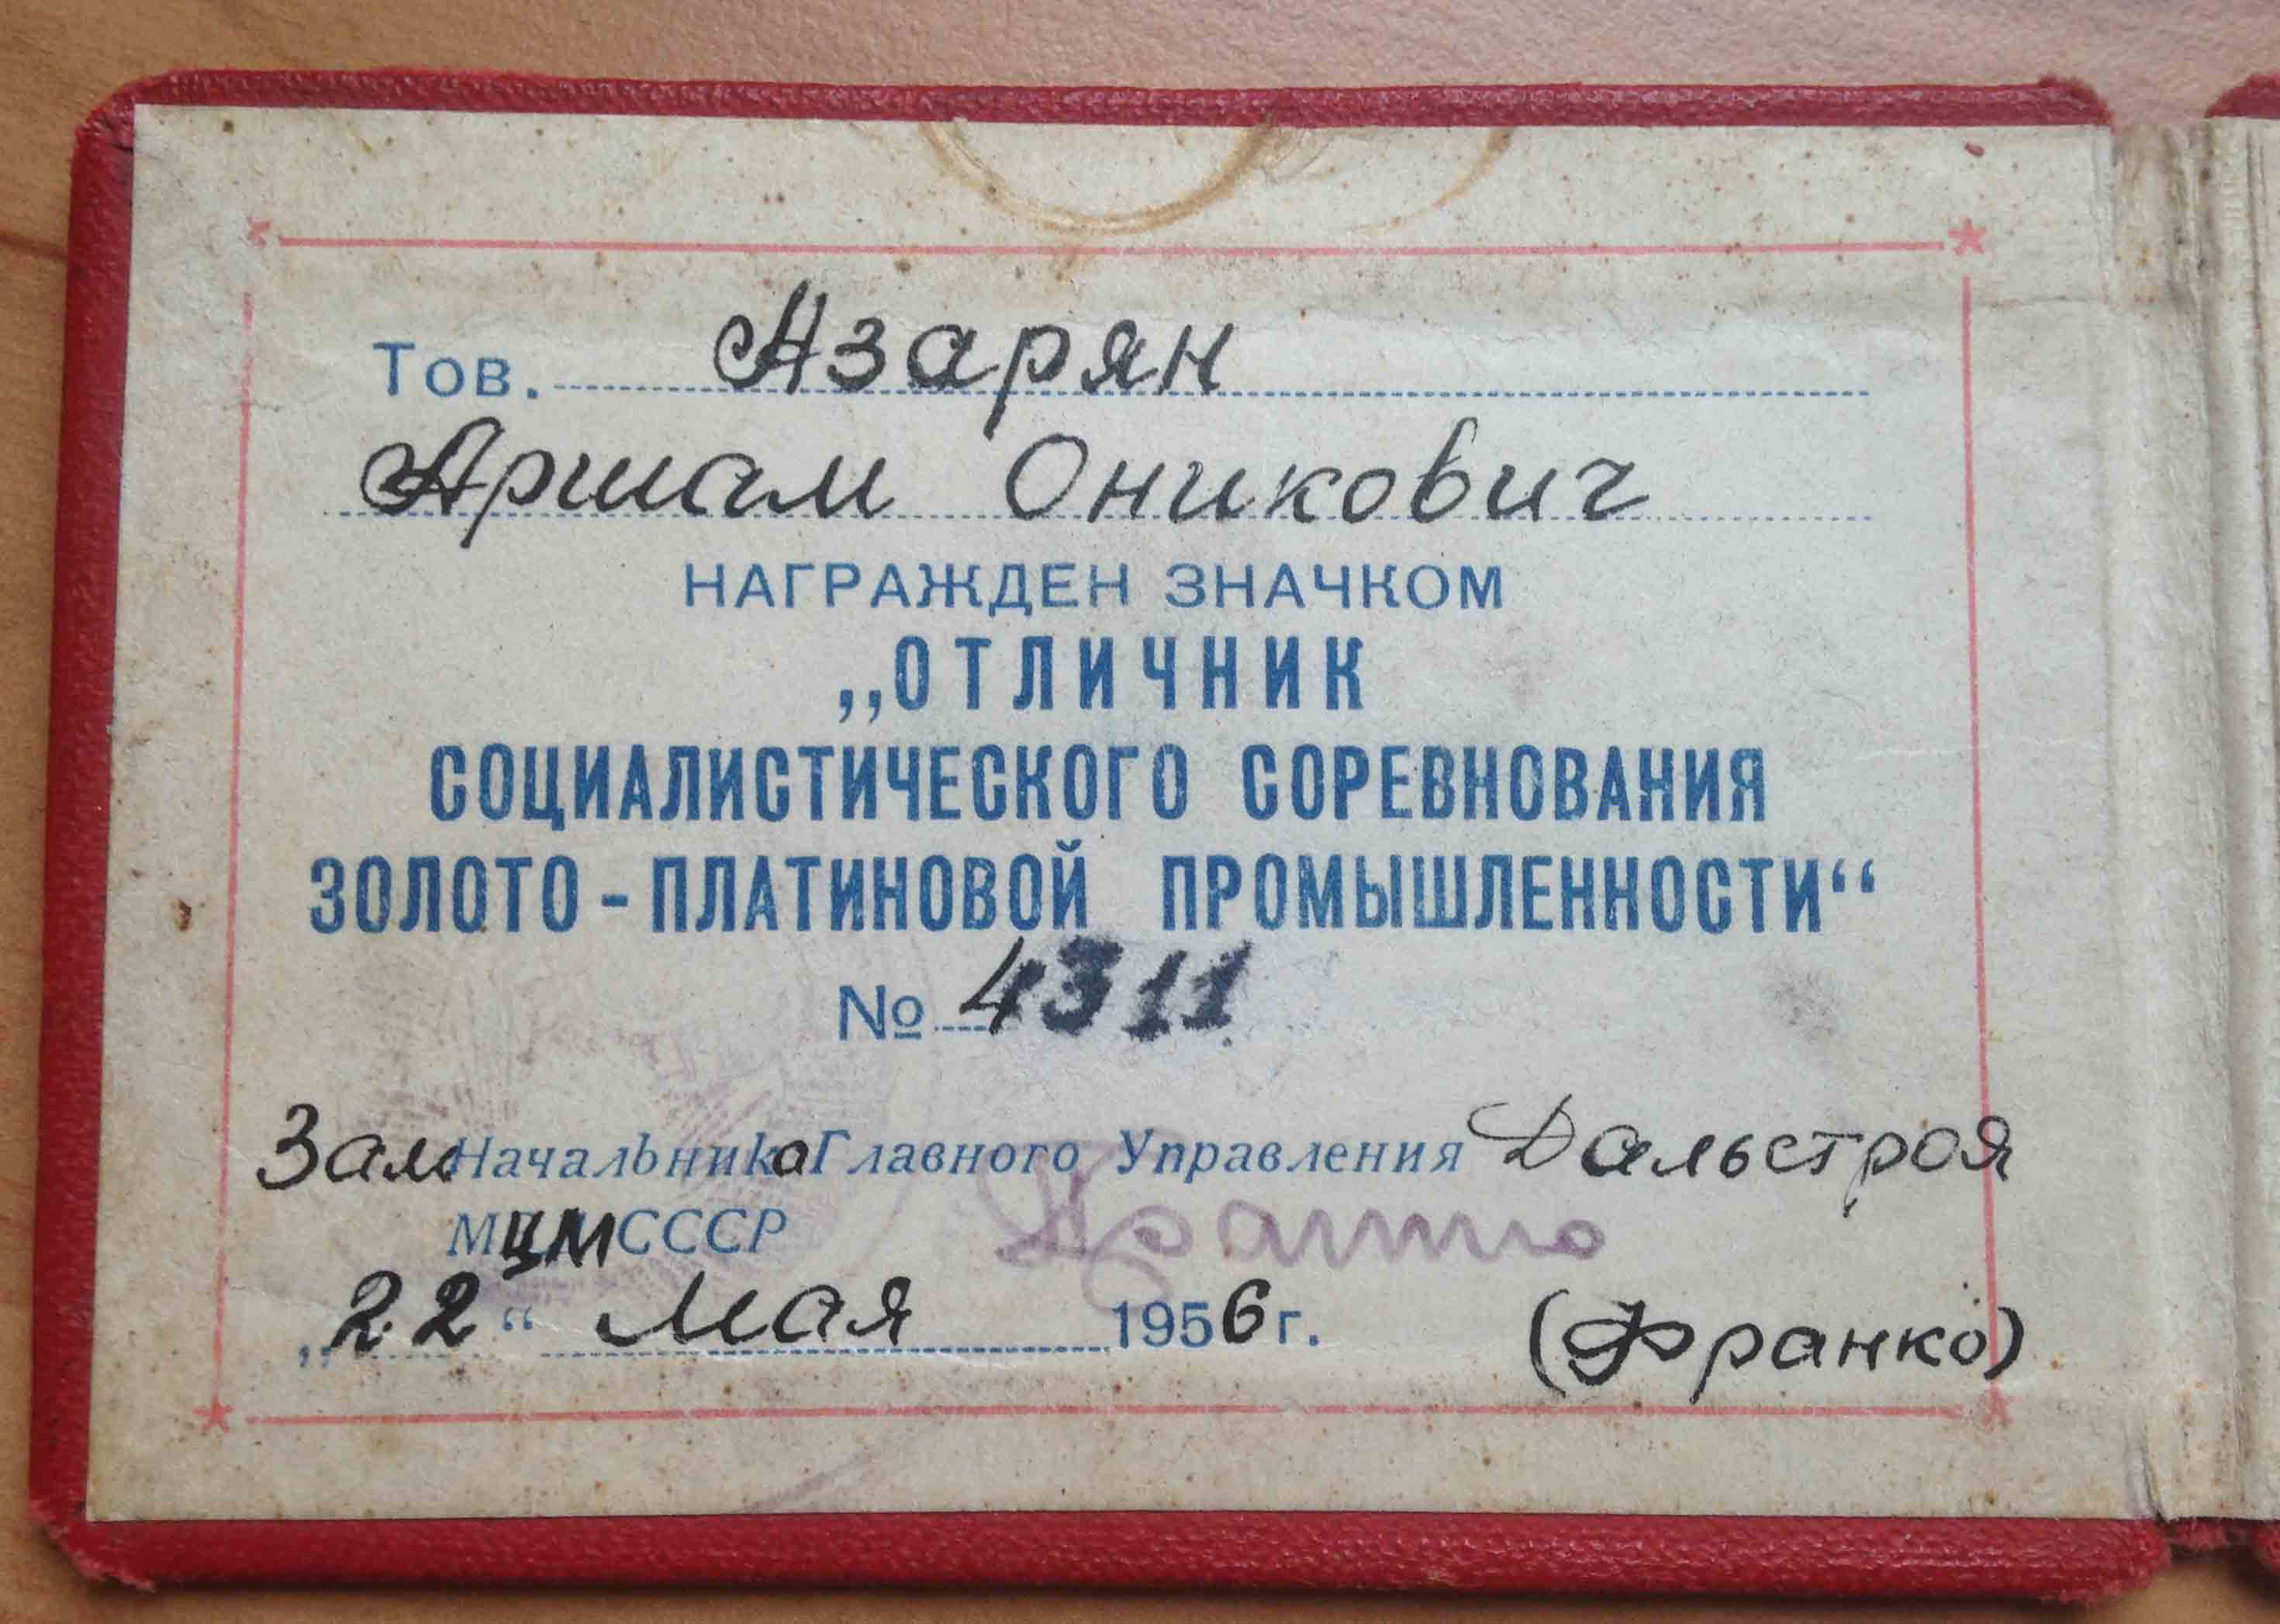 Тов. Азарян
Аршам Оникович
НАГРАЖДЕН ЗНАЧКОМ
„ОТЛИЧНИК
СОЦИАЛИСТИЧЕСКОГО СОРЕВНОВАНИЯ
ЗОЛОТО-ПЛАТИНОВОЙ ПРОМЫШЛЕННОСТИ“
№ 4311
Зам Начальника Главного Управления Дальстроя
МЦМ СССР
„22“ мая 1956 г. (Франко)